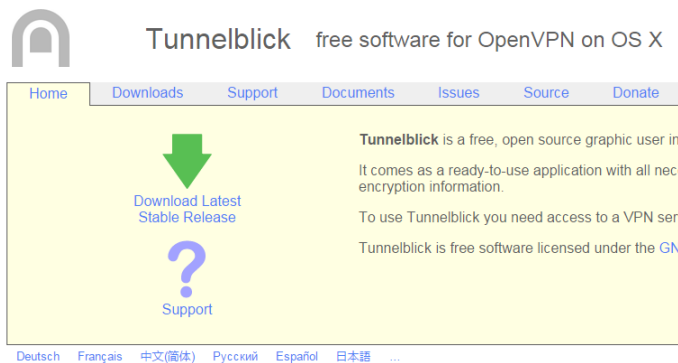 Tunnelblick free software for OpenVPN on OS X
Home Downloads Support Documents Issues Source Donate
Tunnelblick is a free, open source graphic user in
It comes as a ready-to-use application with all nec
encryption information.
Download Latest
Stable Release
To use Tunnelblick you need access to a VPN ser
Tunnelblick is free software licensed under the GN
?
Support
Deutsch Français 中文(简体) Русский Español 日本語 ...